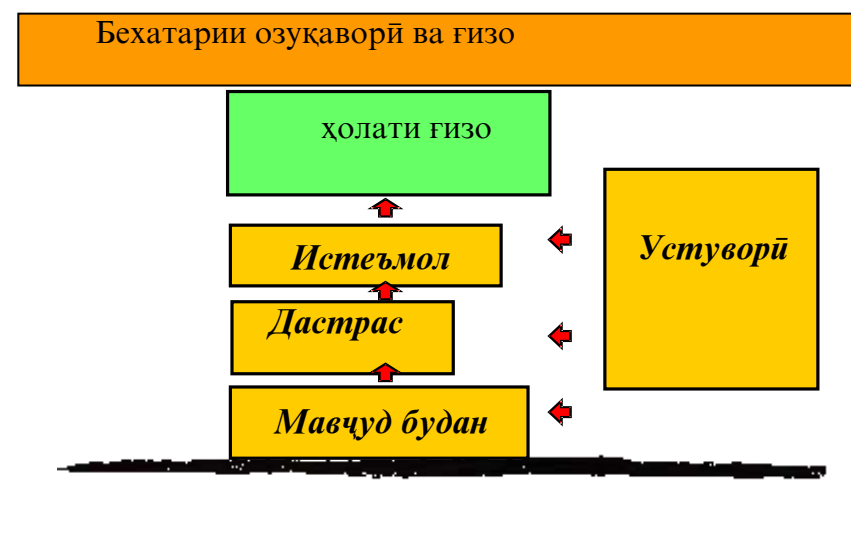 Бехатарии озуқаворӣ ва ғизо
ҳолати ғизо
Истеъмол
Устуворӣ
Дастрас
Мавҷуд будан